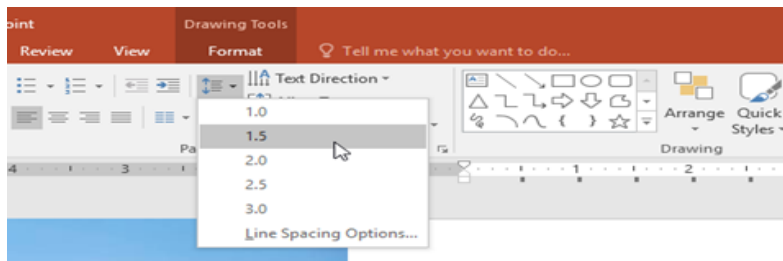 oint Drawing Tools
Review View Format Tell me what you want to do...
Text Direction
1.0
Arrange Quick
Styles
1.5
Pa Drawing
2.0
4 3 1 2
2.5
3.0
Line Spacing Options...